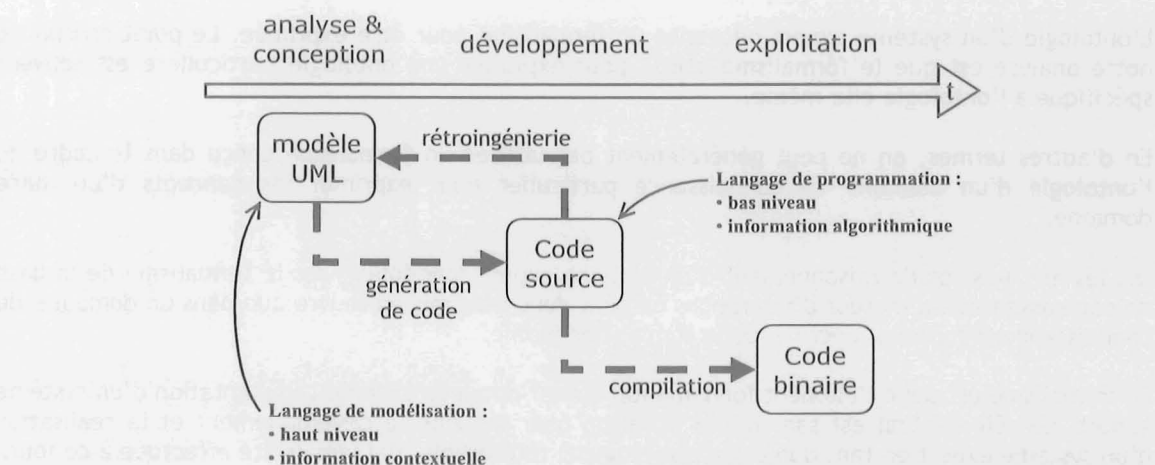 analyse &
conception
développement
exploitation
modèle
UML
rétroingénierie
Langage de programmation :
• bas niveau
• information algorithmique
Code
source
génération
de code
Code
binaire
compilation
Langage de modélisation :
• haut niveau
• information contextuelle